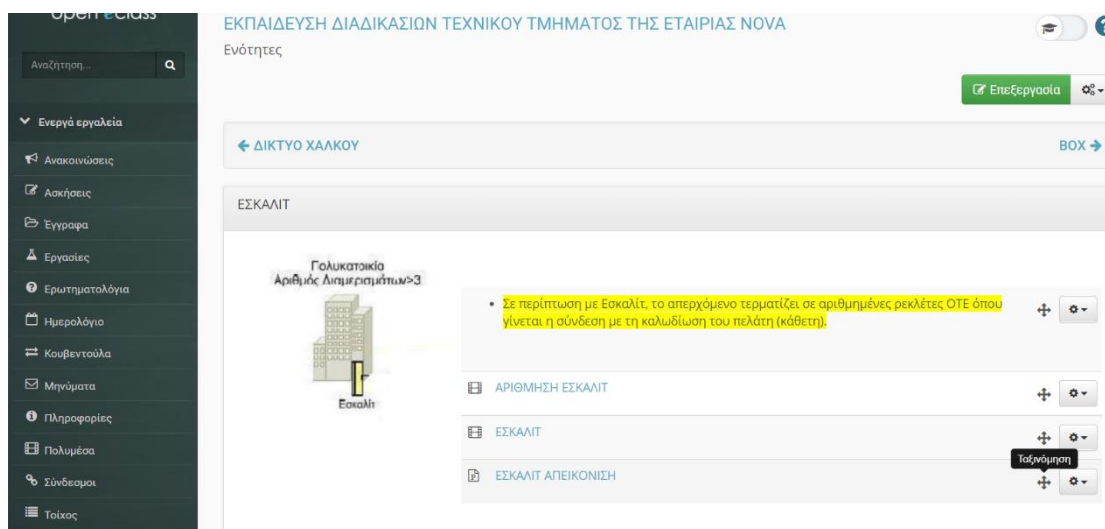 open eclass
Αναζήτηση...
Ενεργά εργαλεία
Ανακοινώσεις
Ασκήσεις
Έγγραφα
Εργασίες
Ερωτηματολόγια
Ημερολόγιο
Κουβεντούλα
Μηνύματα
Πληροφορίες
Πολυμέσα
Σύνδεσμοι
Τοίχος
ΕΚΠΑΙΔΕΥΣΗ ΔΙΑΔΙΚΑΣΙΩΝ ΤΕΧΝΙΚΟΥ ΤΜΗΜΑΤΟΣ ΤΗΣ ΕΤΑΙΡΙΑΣ NOVA
Ενότητες
Επεξεργασία
ΔΙΚΤΥΟ ΧΑΛΚΟΥ
BOX
ΕΣΚΑΛΙΤ
Πολυκατοικία
Αριθμός Διαμερισμάτων>3
Εσκαλίτ
Σε περίπτωση με Εσκαλίτ, το απερχόμενο τερματίζει σε αριθμημένες ρεκλέτες ΟΤΕ όπου
γίνεται η σύνδεση με τη καλωδίωση του πελάτη (κάθετη).
ΑΡΙΘΜΗΣΗ ΕΣΚΑΛΙΤ
ΕΣΚΑΛΙΤ
Ταξινόμηση
ΕΣΚΑΛΙΤ ΑΠΕΙΚΟΝΙΣΗ